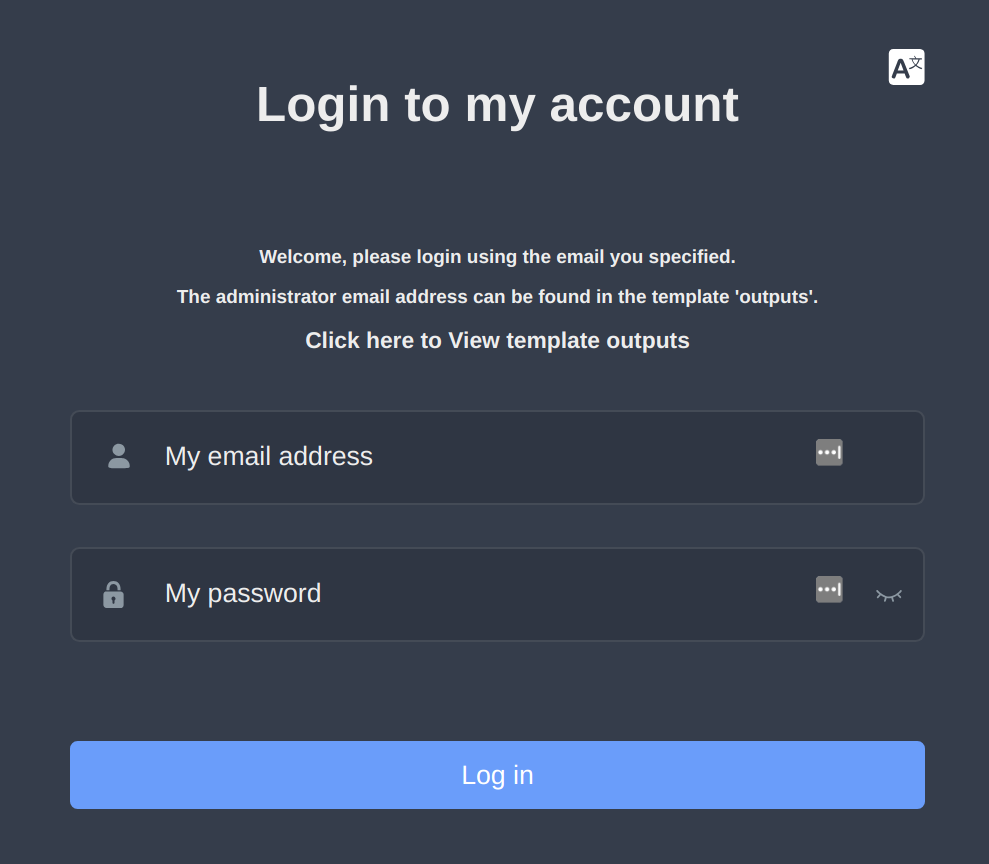 A文
Login to my account
Welcome, please login using the email you specified.
The administrator email address can be found in the template 'outputs'.
Click here to View template outputs
My email address
My password
Log in